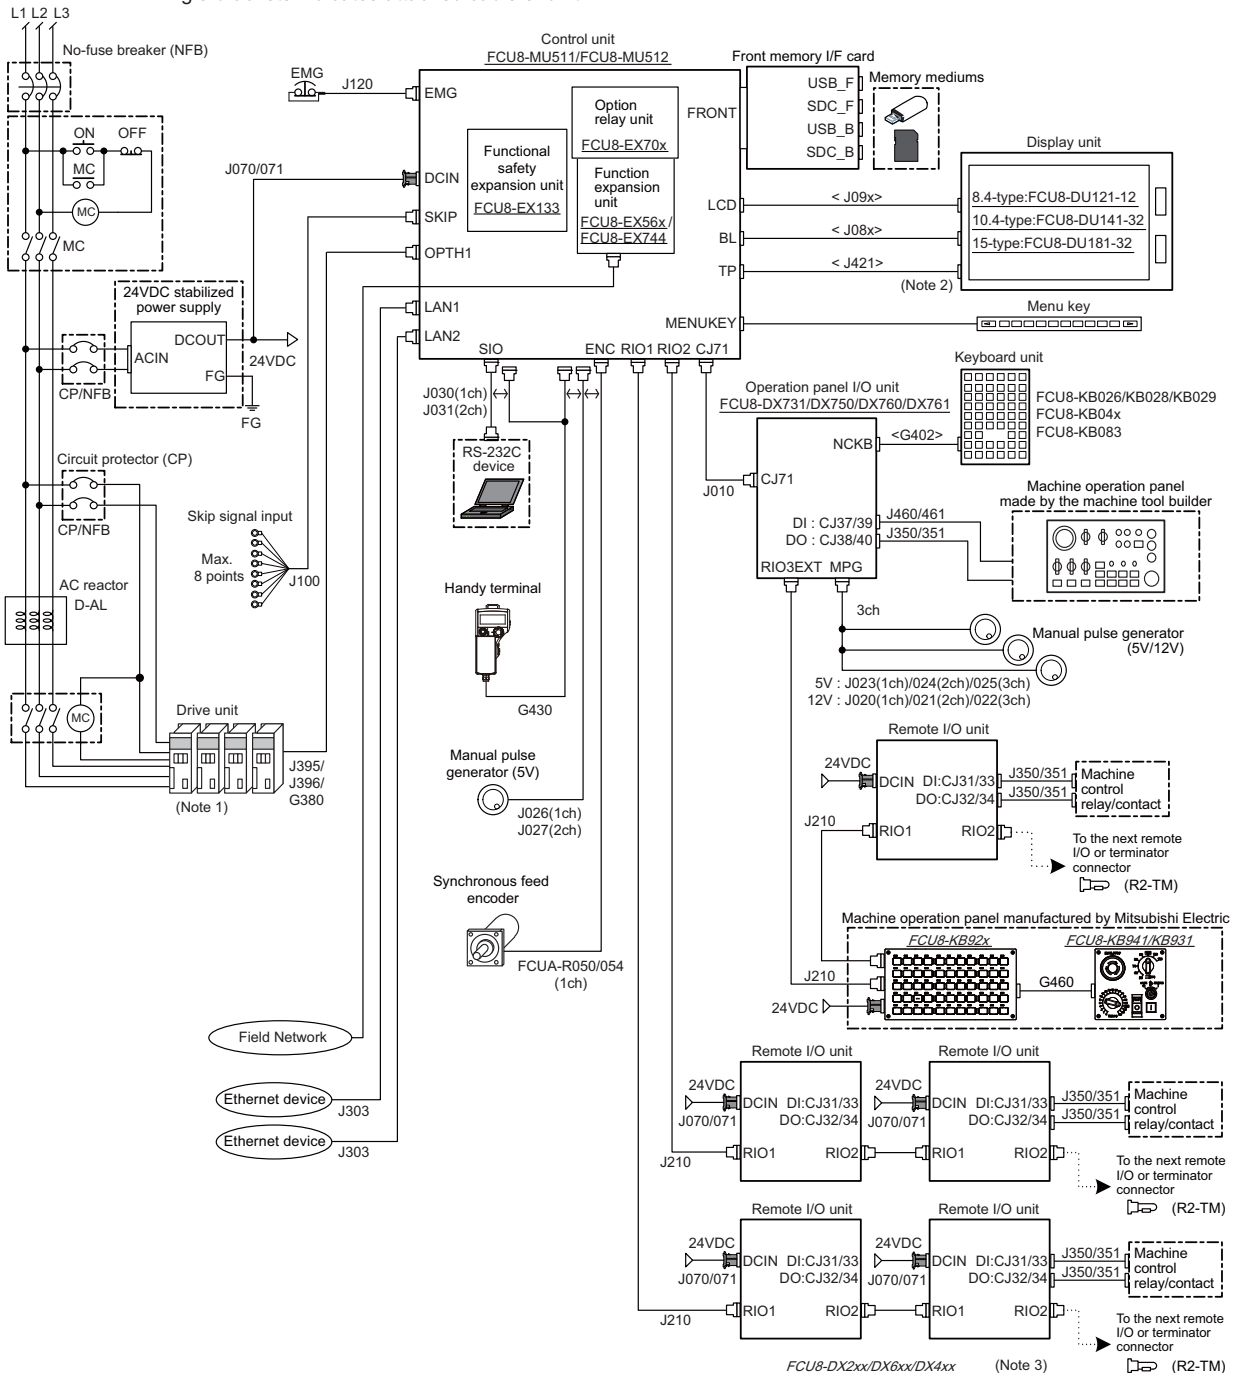 L1 L2 L3
No-fuse breaker (NFB)
ON OFF
MC
MC
MC
J070/071
24VDC stabilized
power supply
DCOUT
ACIN
FG
24VDC
FG
CP/NFB
Circuit protector (CP)
CP/NFB
Skip signal input
Max.
8 points
J100
AC reactor
D-AL
MC
Drive unit
(Note 1)
J395/
J396/
G380
EMG
J120
Control unit
FCU8-MU511/FCU8-MU512
EMG
DCIN
SKIP
OPTH1
LAN1
LAN2
Functional
safety
expansion unit
FCU8-EX133
Option
relay unit
FCU8-EX70x
Function
expansion
unit
FCU8-EX56x /
FCU8-EX744
FRONT
LCD
BL
TP
MENUKEY
SIO
ENC RIO1 RIO2 CJ71
Front memory I/F card
USB_F
SDC_F
USB_B
SDC_B
Memory mediums
Display unit
8.4-type:FCU8-DU121-12
10.4-type:FCU8-DU141-32
15-type:FCU8-DU181-32
< J09x>
< J08x>
< J421>
(Note 2)
Menu key
J030(1ch)
J031(2ch)
RS-232C
device
Handy terminal
G430
Manual pulse
generator (5V)
J026(1ch)
J027(2ch)
Synchronous feed
encoder
FCUA-R050/054
(1ch)
Field Network
Ethernet device
J303
Ethernet device
J303
Operation panel I/O unit
FCU8-DX731/DX750/DX760/DX761
NCKB
CJ71
J010
DI : CJ37/39
DO : CJ38/40
RIO3EXT MPG
<G402>
Keyboard unit
FCU8-KB026/KB028/KB029
FCU8-KB04x
FCU8-KB083
Machine operation panel
made by the machine tool builder
J460/461
J350/351
3ch
Manual pulse generator
(5V/12V)
5V : J023(1ch)/024(2ch)/025(3ch)
12V : J020(1ch)/021(2ch)/022(3ch)
Remote I/O unit
24VDC
DCIN DI:CJ31/33
DO:CJ32/34
J350/351
J350/351
Machine
control
relay/contact
J210
RIO1 RIO2
To the next remote
I/O or terminator
connector
(R2-TM)
Machine operation panel manufactured by Mitsubishi Electric
FCU8-KB92x
FCU8-KB941/KB931
J210
G460
24VDC
Remote I/O unit
Remote I/O unit
24VDC
24VDC
DCIN DI:CJ31/33
DO:CJ32/34
DCIN DI:CJ31/33
DO:CJ32/34
J070/071
J070/071
J350/351
J350/351
Machine
control
relay/contact
J210
RIO1 RIO2
RIO1 RIO2
To the next remote
I/O or terminator
connector
(R2-TM)
Remote I/O unit
Remote I/O unit
24VDC
24VDC
DCIN DI:CJ31/33
DO:CJ32/34
DCIN DI:CJ31/33
DO:CJ32/34
J070/071
J070/071
J350/351
J350/351
Machine
control
relay/contact
J210
RIO1 RIO2
RIO1 RIO2
To the next remote
I/O or terminator
connector
(R2-TM)
FCU8-DX2xx/DX6xx/DX4xx
(Note 3)